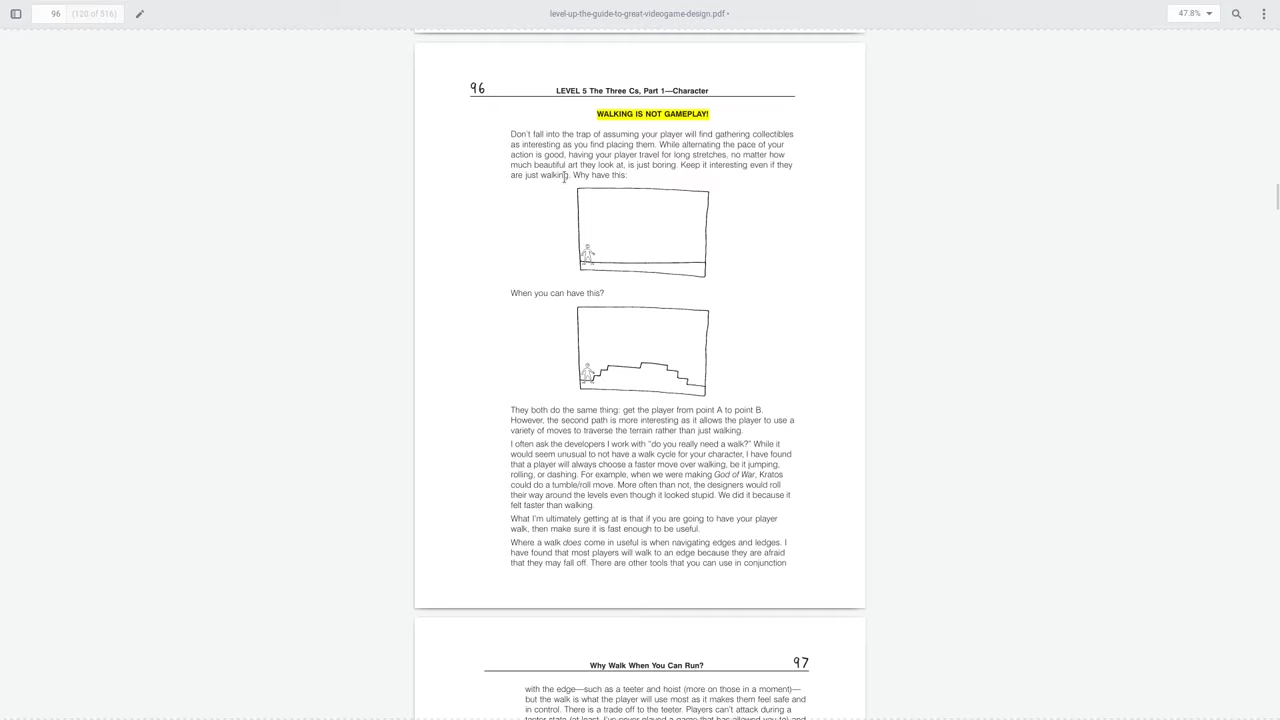 96
(120 of 516)
level-up-the-guide-to-great-videogame-design.pdf •
47.8%
96
LEVEL 5 The Three Cs, Part 1—Character
WALKING IS NOT GAMEPLAY!
Don't fall into the trap of assuming your player will find gathering collectibles
as interesting as you find placing them. While alternating the pace of your
action is good, having your player travel for long stretches, no matter how
much beautiful art they look at, is just boring. Keep it interesting even if they
are just walking. Why have this:
When you can have this?
They both do the same thing: get the player from point A to point B.
However, the second path is more interesting as it allows the player to use a
variety of moves to traverse the terrain rather than just walking.
I often ask the developers I work with "do you really need a walk?" While it
would seem unusual to not have a walk cycle for your character, I have found
that a player will always choose a faster move over walking, be it jumping,
rolling, or dashing. For example, when we were making God of War, Kratos
could do a tumble/roll move. More often than not, the designers would roll
their way around the levels even though it looked stupid. We did it because it
felt faster than walking.
What I'm ultimately getting at is that if you are going to have your player
walk, then make sure it is fast enough to be useful.
Where a walk does come in useful is when navigating edges and ledges. I
have found that most players will walk to an edge because they are afraid
that they may fall off. There are other tools that you can use in conjunction
Why Walk When You Can Run?
97
with the edge—such as a teeter and hoist (more on those in a moment)—
but the walk is what the player will use most as it makes them feel safe and
in control. There is a trade off to the teeter. Players can't attack during a
teeter state (at least, I've never played a game that has allowed you to) and